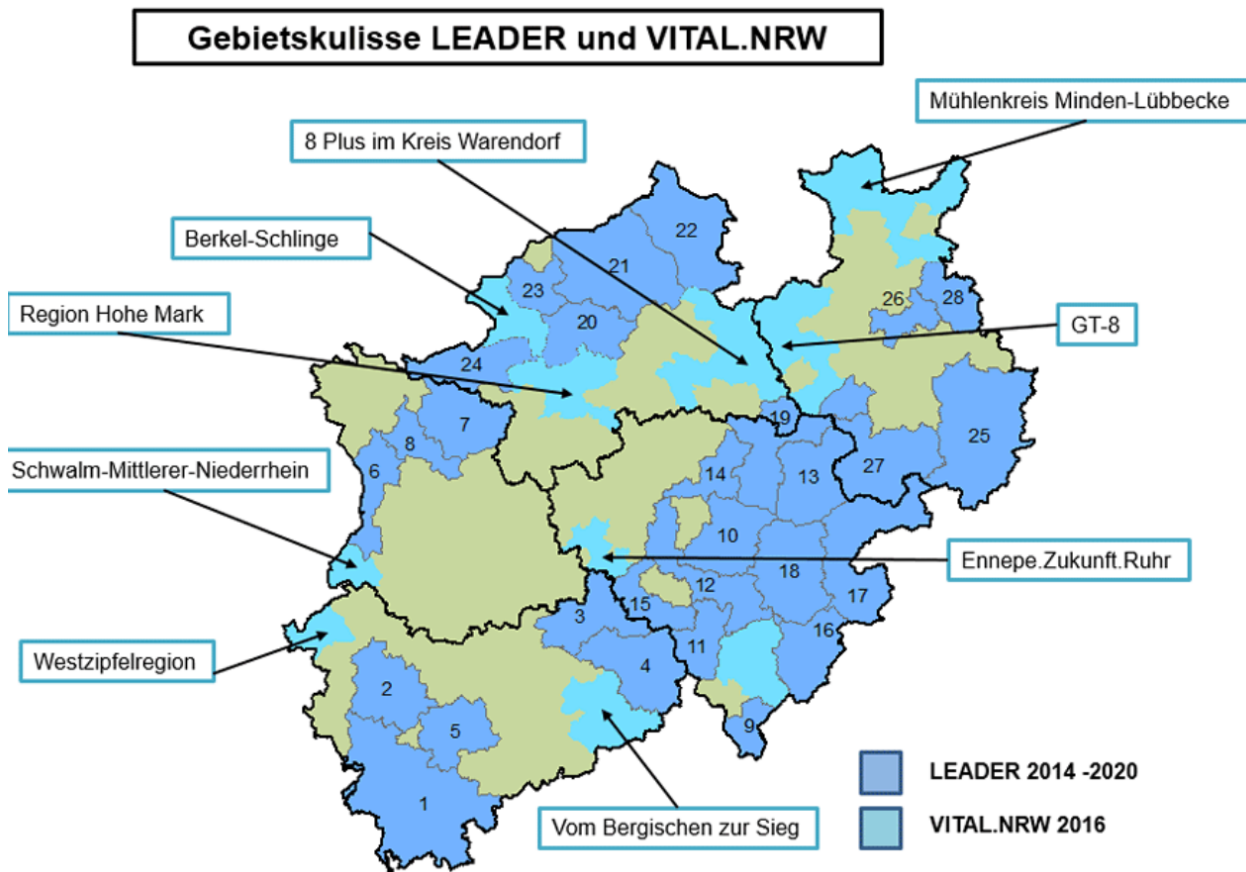 Gebietskulisse LEADER und VITAL.NRW
Mühlenkreis Minden-Lübbecke
8 Plus im Kreis Warendorf
Berkel-Schlinge
Region Hohe Mark
GT-8
Schwalm-Mittlerer-Niederrhein
Ennepe.Zukunft.Ruhr
Westzipfelregion
Vom Bergischen zur Sieg
22
21
23
20
26
28
24
19
7
8
6
25
27
13
14
10
18
17
12
15
3
16
11
4
2
5
9
1
LEADER 2014 -2020
VITAL.NRW 2016